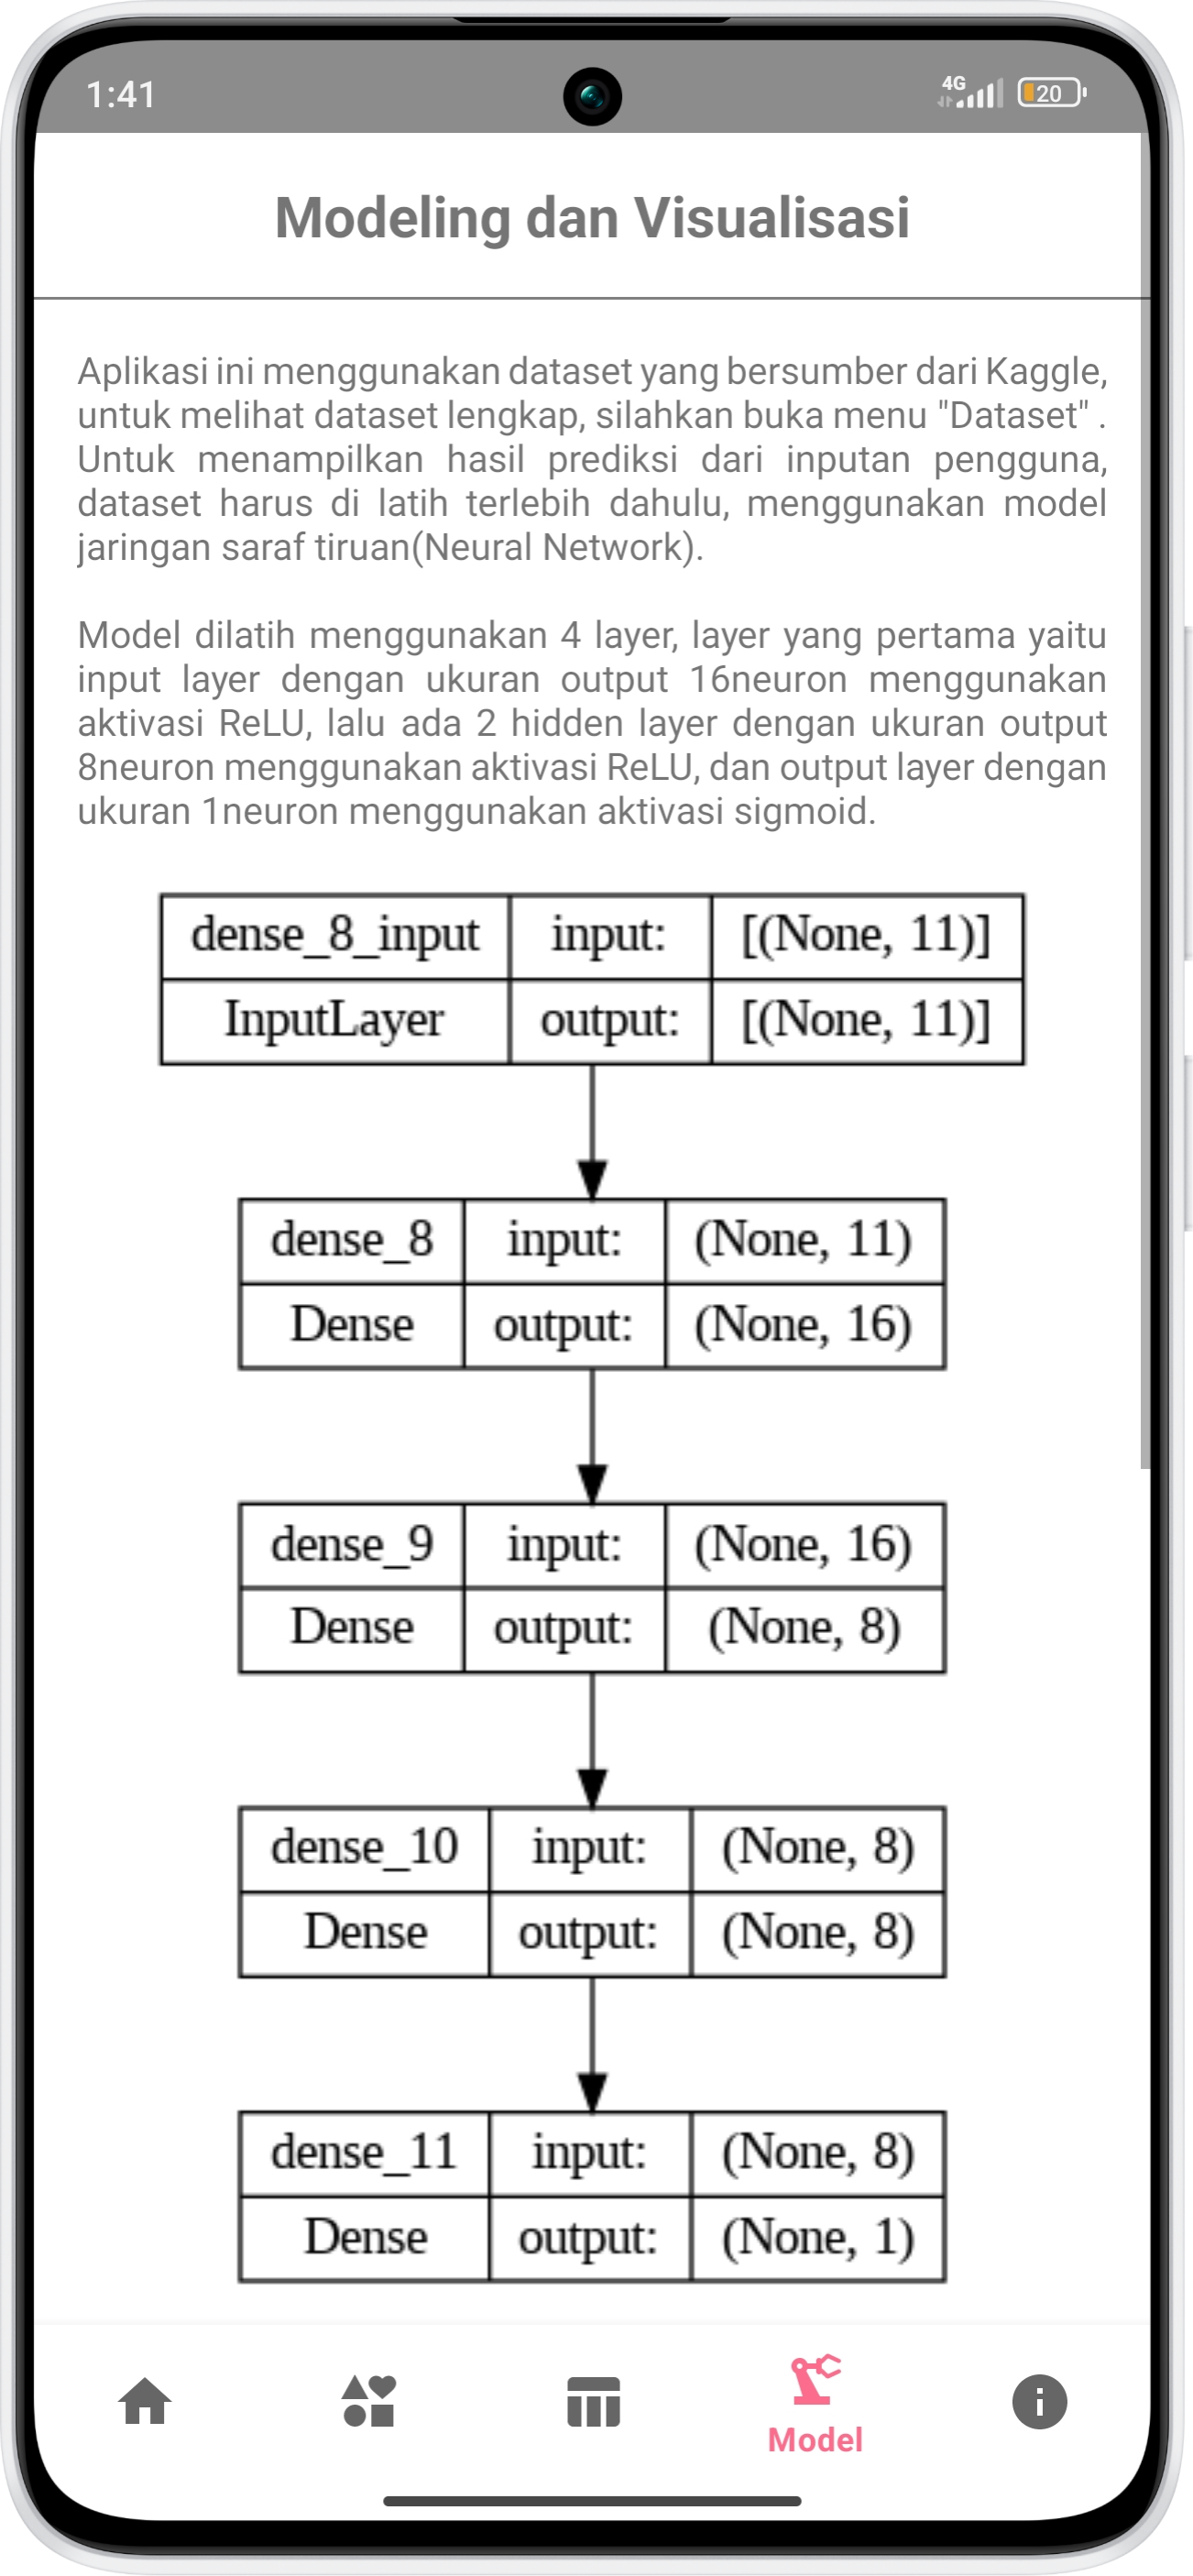 1:41
4G
20
Modeling dan Visualisasi
Aplikasi ini menggunakan dataset yang bersumber dari Kaggle,
untuk melihat dataset lengkap, silahkan buka menu "Dataset" .
Untuk menampilkan hasil prediksi dari inputan pengguna,
dataset harus di latih terlebih dahulu, menggunakan model
jaringan saraf tiruan(Neural Network).
Model dilatih menggunakan 4 layer, layer yang pertama yaitu
input layer dengan ukuran output 16neuron menggunakan
aktivasi ReLU, lalu ada 2 hidden layer dengan ukuran output
8neuron menggunakan aktivasi ReLU, dan output layer dengan
ukuran 1neuron menggunakan aktivasi sigmoid.
dense_8_input input: [(None, 11)]
InputLayer output: [(None, 11)]
dense_8 input: (None, 11)
Dense output: (None, 16)
dense_9 input: (None, 16)
Dense output: (None, 8)
dense_10 input: (None, 8)
Dense output: (None, 8)
dense_11 input: (None, 8)
Dense output: (None, 1)
Model